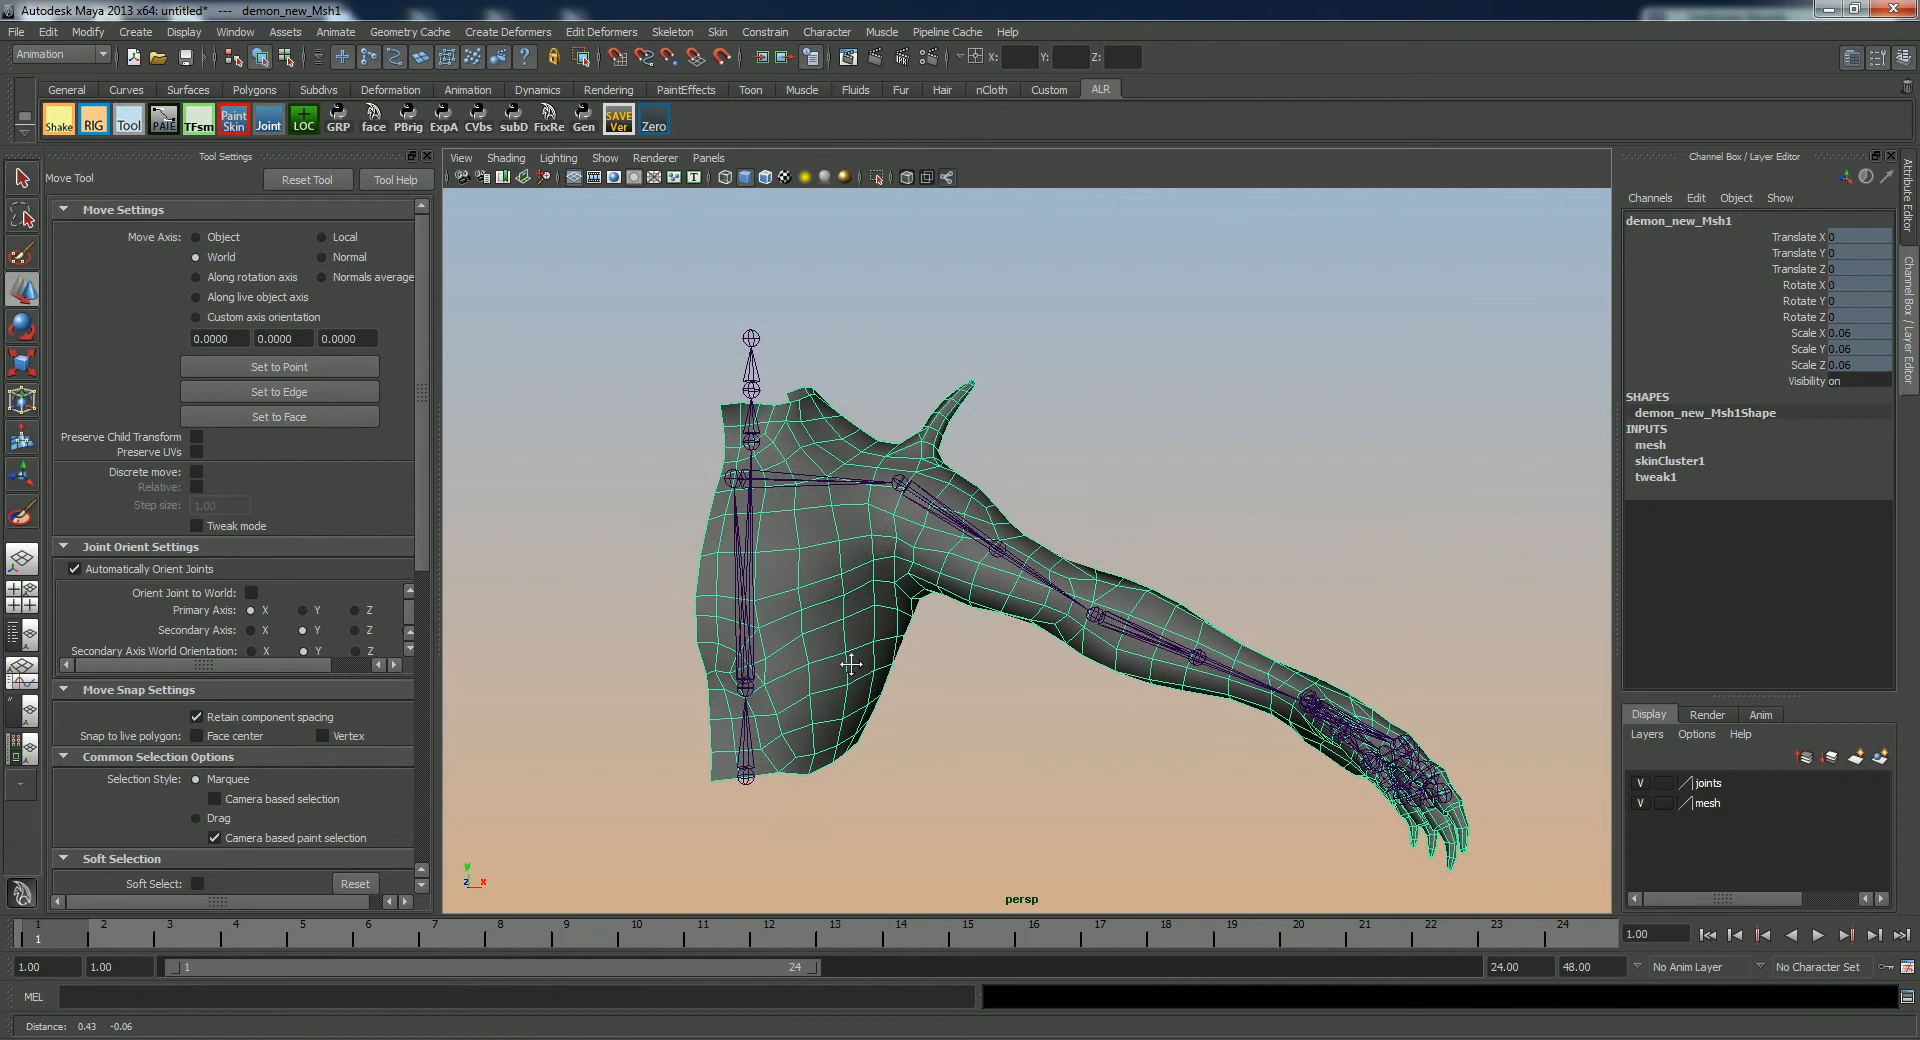 Autodesk Maya 2013 x64: untitled* --- demon_new_Msh1
File Edit Modify Create Display Window Assets Animate Geometry Cache Create Deformers Edit Deformers Skeleton Skin Constrain Character Muscle Pipeline Cache Help
Animation X: Y: Z:
General Curves Surfaces Polygons Subdivs Deformation Animation Dynamics Rendering PaintEffects Toon Muscle Fluids Fur Hair nCloth Custom ALR
Shake RIG Tool PAIE TFsm Paint Skin Joint LOC GRP face PBrig ExpA CVbs subD FixRe Gen SAVE Ver Zero
Tool Settings
Move Tool Reset Tool Tool Help
Move Settings
Move Axis: Object Local
World Normal
Along rotation axis Normals average
Along live object axis
Custom axis orientation
0.0000 0.0000 0.0000
Set to Point
Set to Edge
Set to Face
Preserve Child Transform
Preserve UVs
Discrete move:
Relative:
Step size: 1.00
Tweak mode
Joint Orient Settings
Automatically Orient Joints
Orient Joint to World:
Primary Axis: X Y Z
Secondary Axis: X Y Z
Secondary Axis World Orientation: X Y Z
Move Snap Settings
Retain component spacing
Snap to live polygon: Face center Vertex
Common Selection Options
Selection Style: Marquee
Camera based selection
Drag
Camera based paint selection
Soft Selection
Soft Select: Reset
View Shading Lighting Show Renderer Panels
y
z x
persp
Channel Box / Layer Editor
Channels Edit Object Show
demon_new_Msh1
Translate X 0
Translate Y 0
Translate Z 0
Rotate X 0
Rotate Y 0
Rotate Z 0
Scale X 0.06
Scale Y 0.06
Scale Z 0.06
Visibility on
SHAPES
demon_new_Msh1Shape
INPUTS
mesh
skinCluster1
tweak1
Display Render Anim
Layers Options Help
V joints
V mesh
Attribute Editor
Channel Box / Layer Editor
1 2 3 4 5 6 7 8 9 10 11 12 13 14 15 16 17 18 19 20 21 22 23 24
1 1.00
1.00 1.00 1 24 24.00 48.00 No Anim Layer No Character Set
MEL
Distance: 0.43 -0.06